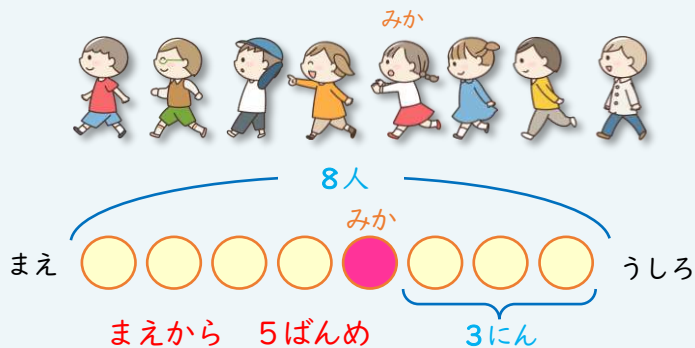 みか
8人
みか
まえ うしろ
まえから 5ばんめ 3にん